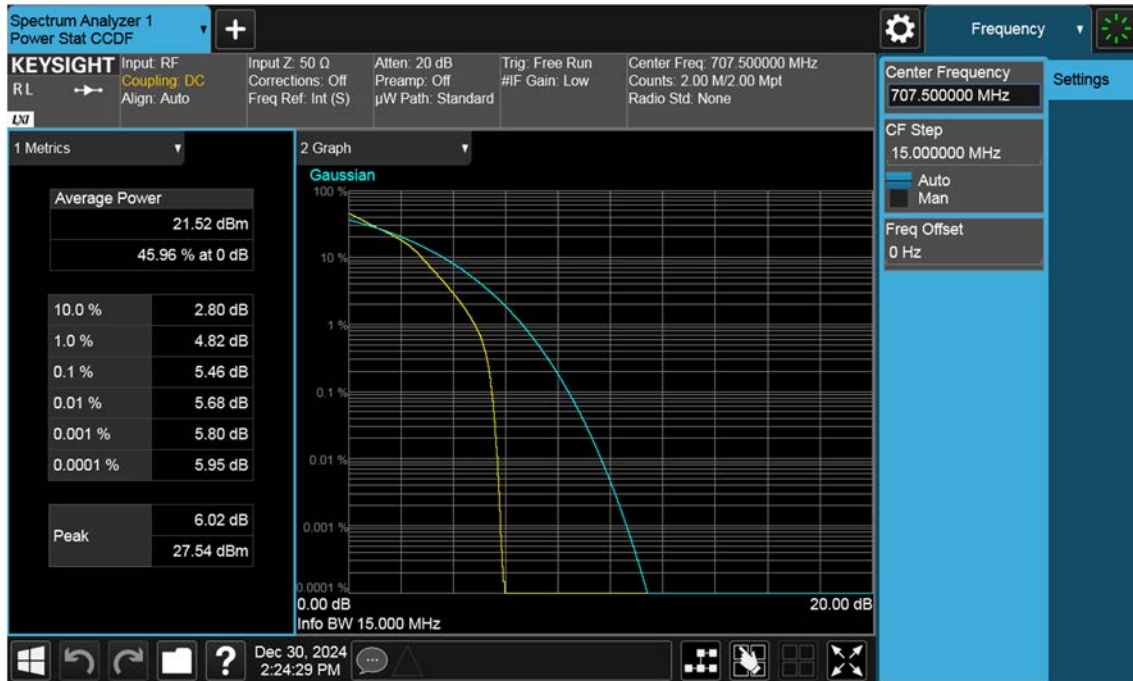 Spectrum Analyzer 1
Power Stat CCDF
Frequency
KEYSIGHT
RL
LXI
Input: RF
Coupling: DC
Align: Auto
Input Z: 50 Ω
Corrections: Off
Freq Ref: Int (S)
Atten: 20 dB
Preamp: Off
µW Path: Standard
Trig: Free Run
#IF Gain: Low
Center Freq: 707.500000 MHz
Counts: 2.00 M/2.00 Mpt
Radio Std: None
Center Frequency
707.500000 MHz
Settings
CF Step
15.000000 MHz
Auto
Man
Freq Offset
0 Hz
1 Metrics
Average Power
21.52 dBm
45.96 % at 0 dB
10.0 % 2.80 dB
1.0 % 4.82 dB
0.1 % 5.46 dB
0.01 % 5.68 dB
0.001 % 5.80 dB
0.0001 % 5.95 dB
Peak
6.02 dB
27.54 dBm
2 Graph
Gaussian
100 %
10 %
1 %
0.1 %
0.01 %
0.001 %
0.0001 %
0.00 dB 20.00 dB
Info BW 15.000 MHz
?
Dec 30, 2024
2:24:29 PM